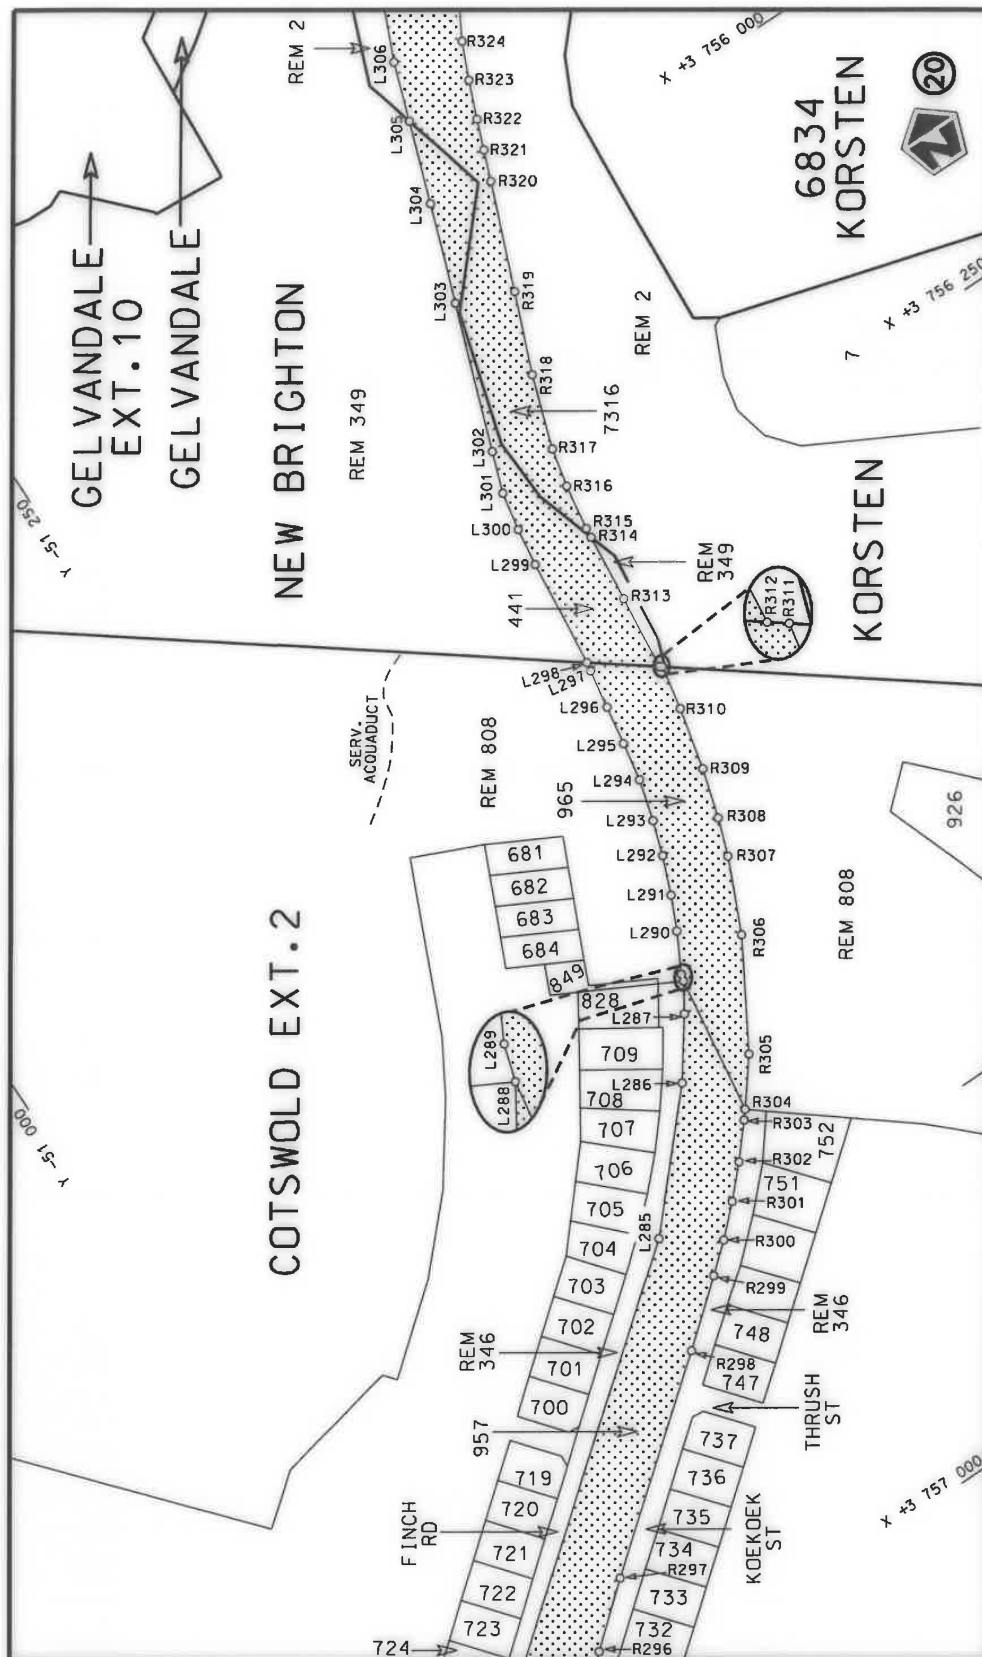 GELVANDALE
EXT.10
GELVANDALE
REM 2
L306
L305
L304
L303
L302
L301
L300
L299
L298
L297
L296
L295
L294
L293
L292
L291
L290
L289
L288
L287
L286
L285
R324
R323
R322
R321
R320
R319
R318
R317
R316
R315
R314
R313
R312
R311
R310
R309
R308
R307
R306
R305
R304
R303
R302
R301
R300
R299
R298
R297
R296
X +3 756 000
6834
KORSTEN
20
X +3 756 250
REM 2
7
7316
NEW BRIGHTON
REM 349
Y -51 250
441
REM
349
KORSTEN
SERV.
ACQUADUCT
REM 808
965
926
REM 808
COTSWOLD EXT.2
681
682
683
684
849
828
709
708
707
706
705
704
703
702
701
700
719
720
721
722
723
724
752
751
748
747
737
736
735
734
733
732
Y -51 000
REM
346
957
REM
346
THRUSH
ST
FINCH
RD
KOEKOEK
ST
X +3 757 000